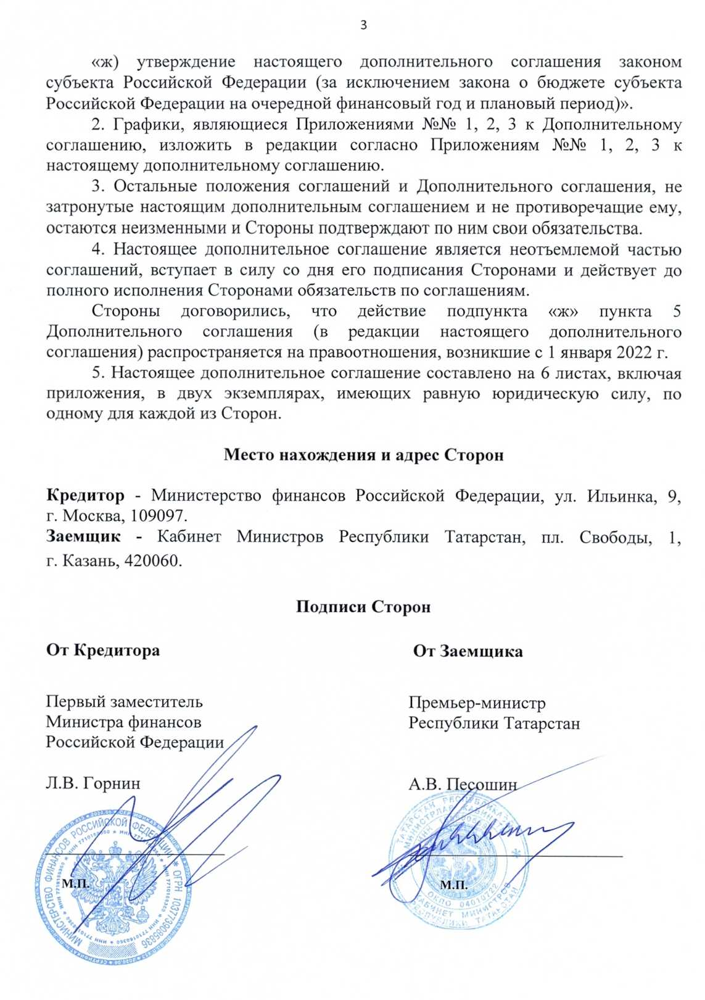 3
«ж) утверждение настоящего дополнительного соглашения законом
субъекта Российской Федерации (за исключением закона о бюджете субъекта
Российской Федерации на очередной финансовый год и плановый период)».
2. Графики, являющиеся Приложениями №№ 1, 2, 3 к Дополнительному
соглашению, изложить в редакции согласно Приложениям №№ 1, 2, 3 к
настоящему дополнительному соглашению.
3. Остальные положения соглашений и Дополнительного соглашения, не
затронутые настоящим дополнительным соглашением и не противоречащие ему,
остаются неизменными и Стороны подтверждают по ним свои обязательства.
4. Настоящее дополнительное соглашение является неотъемлемой частью
соглашений, вступает в силу со дня его подписания Сторонами и действует до
полного исполнения Сторонами обязательств по соглашениям.
Стороны договорились, что действие подпункта «ж» пункта 5
Дополнительного соглашения (в редакции настоящего дополнительного
соглашения) распространяется на правоотношения, возникшие с 1 января 2022 г.
5. Настоящее дополнительное соглашение составлено на 6 листах, включая
приложения, в двух экземплярах, имеющих равную юридическую силу, по
одному для каждой из Сторон.
Место нахождения и адрес Сторон
Кредитор - Министерство финансов Российской Федерации, ул. Ильинка, 9,
г. Москва, 109097.
Заемщик - Кабинет Министров Республики Татарстан, пл. Свободы, 1,
г. Казань, 420060.
Подписи Сторон
От Кредитора
От Заемщика
Первый заместитель
Министра финансов
Российской Федерации
Л.В. Горнин
Премьер-министр
Республики Татарстан
А.В. Песошин
МИНИСТЕРСТВО ФИНАНСОВ РОССИЙСКОЙ ФЕДЕРАЦИИ * ОГРН 1037739085636
М.П.
ТАТАРСТАН РЕСПУБЛИКАСЫ
МИНИСТРЛАР КАБИНЕТЫ
М.П.
ОКПО 04010722
КАБИНЕТ МИНИСТРОВ
РЕСПУБЛИКИ ТАТАРСТАН